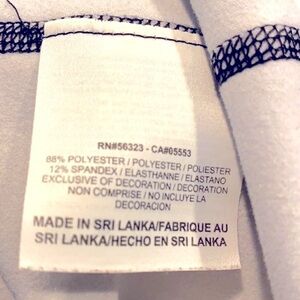 RN#56323 - CA#05553
88% POLYESTER / POLYESTER / POLIESTER
12% SPANDEX / ELASTHANNE / ELASTANO
EXCLUSIVE OF DECORATION / DECORATION
NON COMPRISE / NO INCLUYE LA
DECORACION
MADE IN SRI LANKA/FABRIQUE AU
SRI LANKA/HECHO EN SRI LANKA